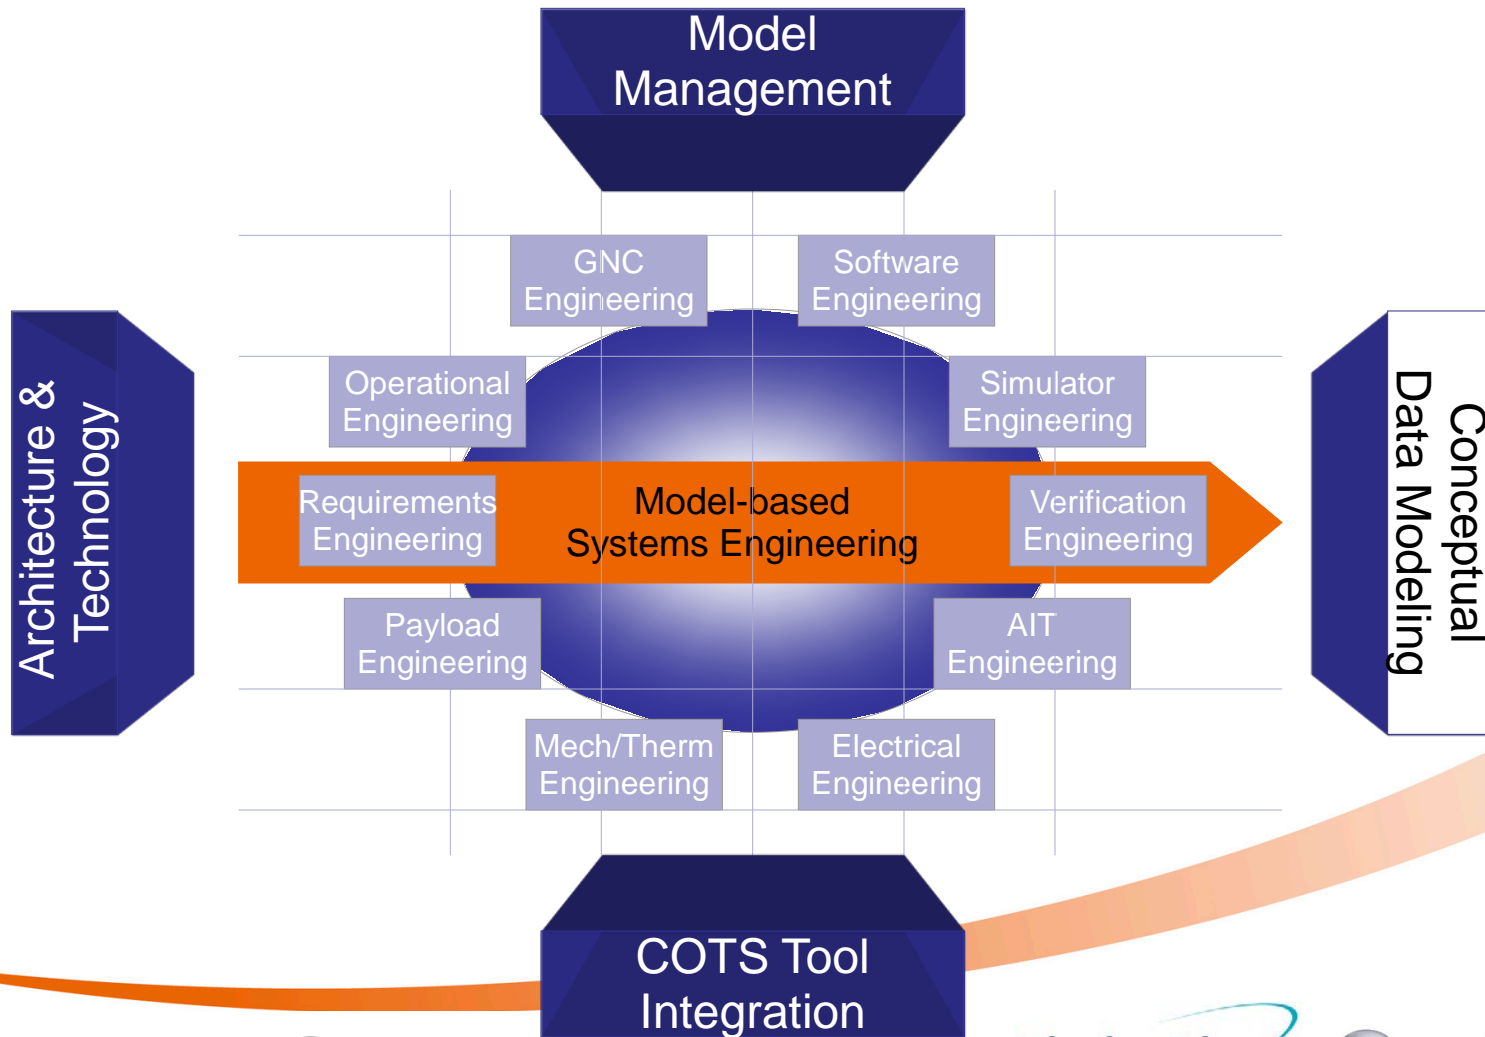 Model
Management
GNC
Engineering
Software
Engineering
Operational
Engineering
Simulator
Engineering
Architecture &
Technology
Requirements
Engineering
Model-based
Systems Engineering
Verification
Engineering
Conceptual
Data Modeling
Payload
Engineering
AIT
Engineering
Mech/Therm
Engineering
Electrical
Engineering
COTS Tool
Integration